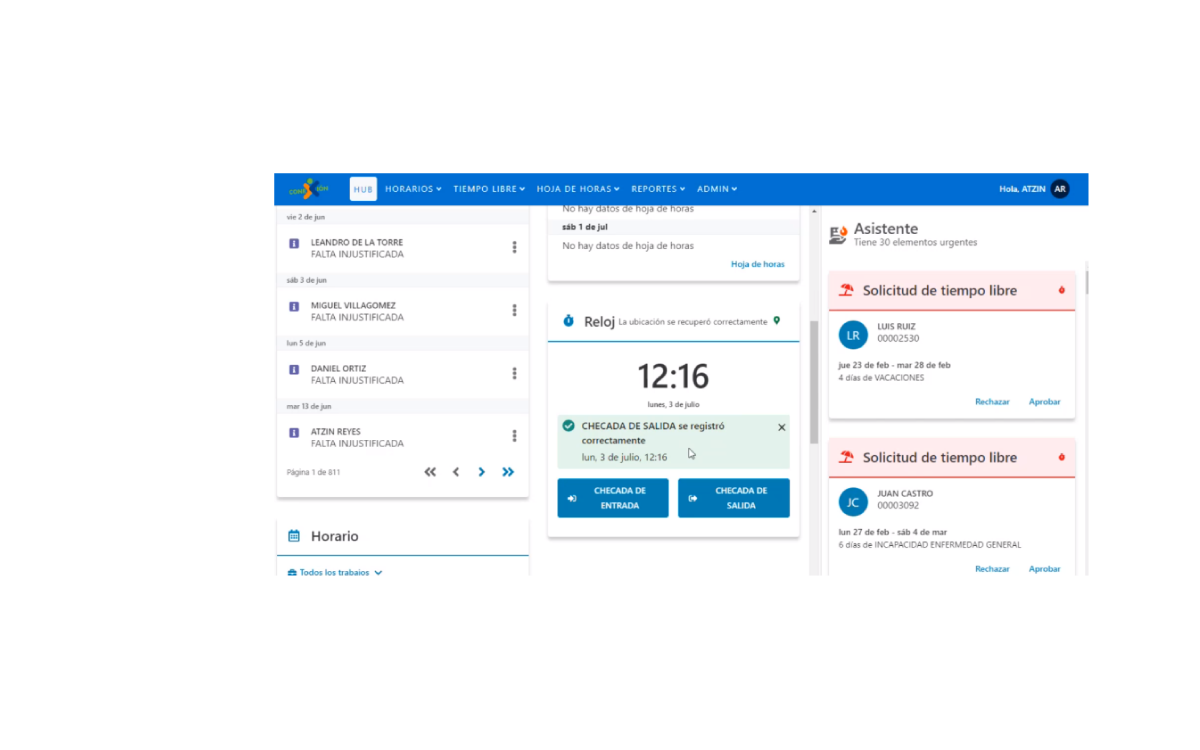 CONEXIÓN
HUB
HORARIOS
TIEMPO LIBRE
HOJA DE HORAS
REPORTES
ADMIN
Hola, ATZIN
AR
vie 2 de jun
LEANDRO DE LA TORRE
FALTA INJUSTIFICADA
sáb 3 de jun
MIGUEL VILLAGOMEZ
FALTA INJUSTIFICADA
lun 5 de jun
DANIEL ORTIZ
FALTA INJUSTIFICADA
mar 13 de jun
ATZIN REYES
FALTA INJUSTIFICADA
Página 1 de 811
Horario
Todos los trabajos
No hay datos de hoja de horas
sáb 1 de jul
No hay datos de hoja de horas
Hoja de horas
Reloj La ubicación se recuperó correctamente
12:16
lunes, 3 de julio
CHECADA DE SALIDA se registró
correctamente
lun, 3 de julio, 12:16
CHECADA DE
ENTRADA
CHECADA DE
SALIDA
Asistente
Tiene 30 elementos urgentes
Solicitud de tiempo libre
LR
LUIS RUIZ
00002530
jue 23 de feb - mar 28 de feb
4 días de VACACIONES
Rechazar
Aprobar
Solicitud de tiempo libre
JC
JUAN CASTRO
00003092
lun 27 de feb - sáb 4 de mar
6 días de INCAPACIDAD ENFERMEDAD GENERAL
Rechazar
Aprobar